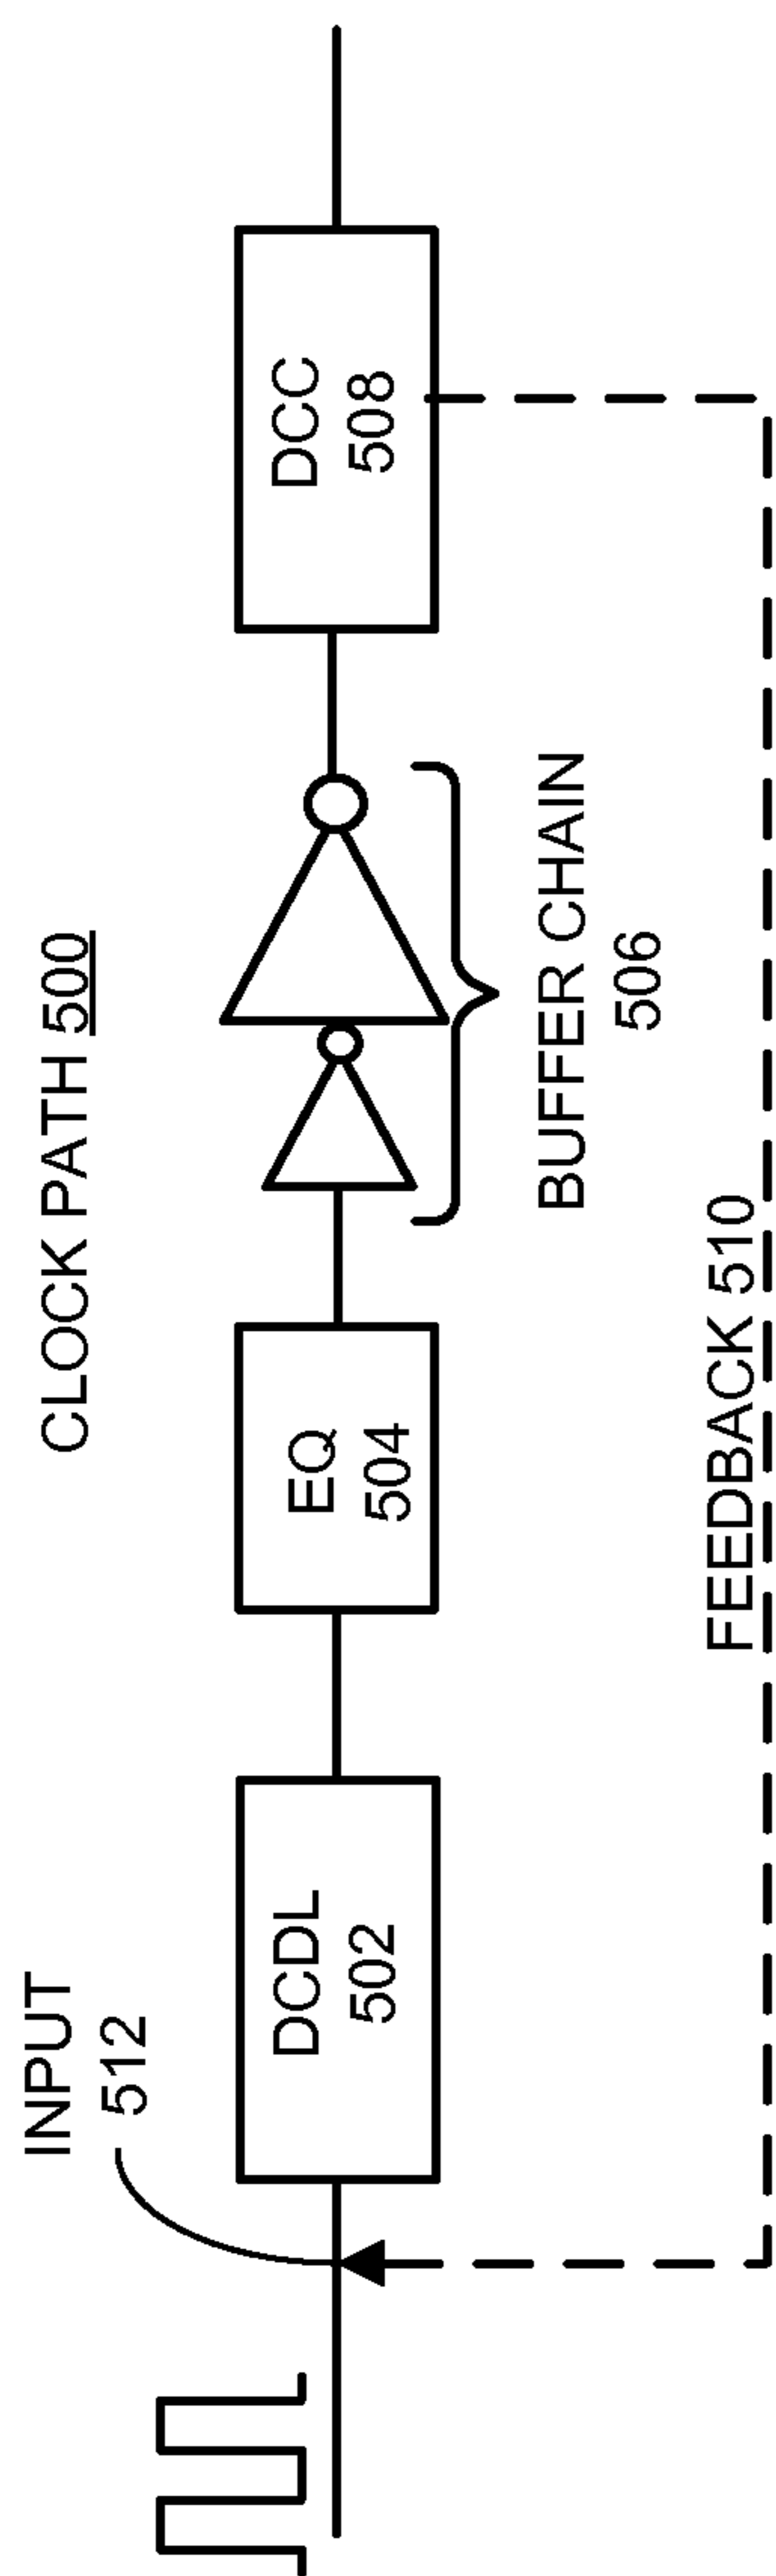 CLOCK PATH 500
INPUT
512
DCDL
502
EQ
504
BUFFER CHAIN
506
DCC
508
FEEDBACK 510